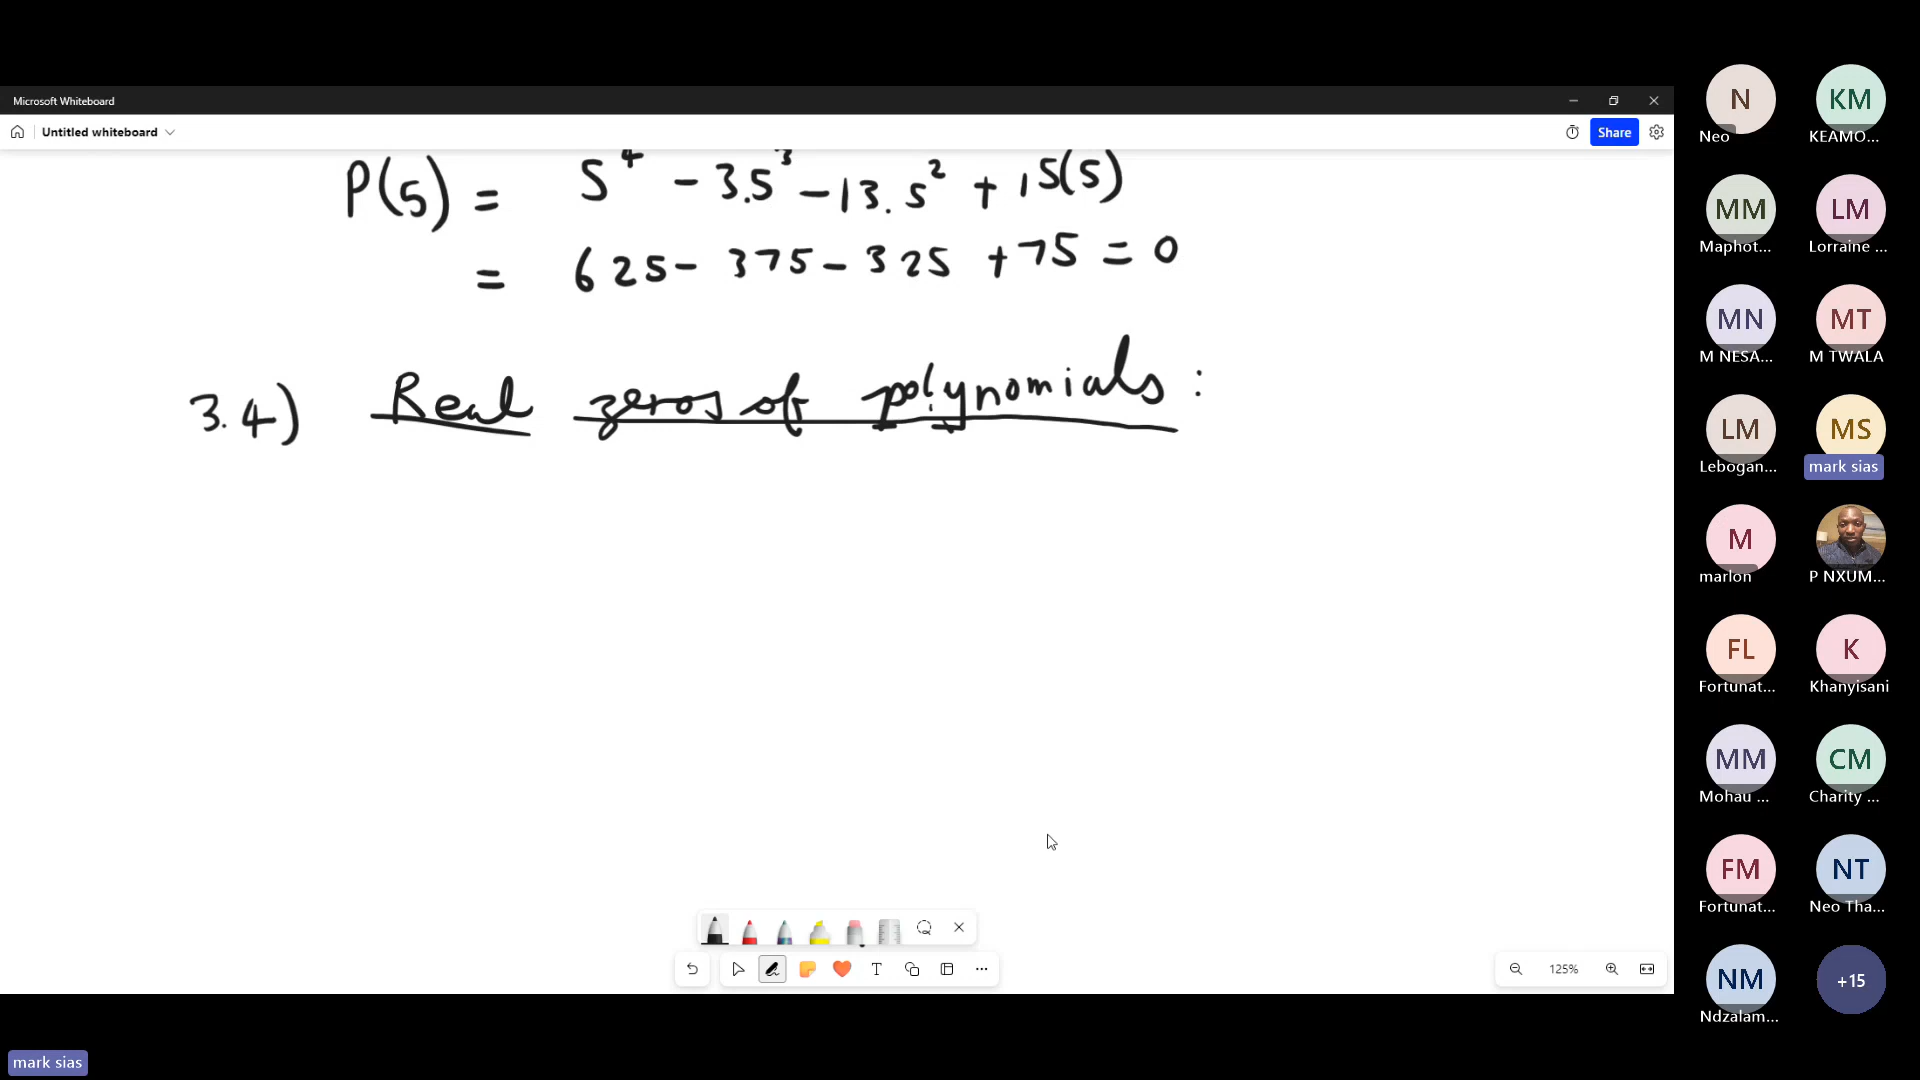 Microsoft Whiteboard
Untitled whiteboard
Share
P(5) = 5⁴ - 3.5³ - 13.5² + 15(5)
= 625 - 375 - 325 + 75 = 0
3.4) Real zeros of polynomials:
125%
N
Neo
KM
KEAMO...
MM
Maphot...
LM
Lorraine ...
MN
M NESA...
MT
M TWALA
LM
Lebogan...
MS
mark sias
M
marlon
P NXUM...
FL
Fortunat...
K
Khanyisani
MM
Mohau ...
CM
Charity ...
FM
Fortunat...
NT
Neo Tha...
NM
Ndzalam...
+15
mark sias